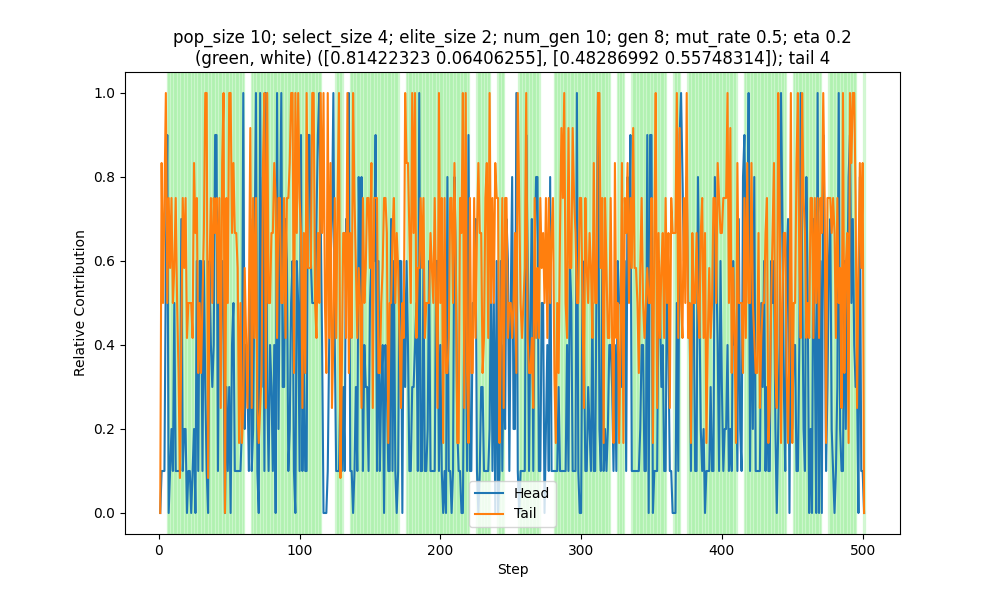 pop_size 10; select_size 4; elite_size 2; num_gen 10; gen 8; mut_rate 0.5; eta 0.2
(green, white) ([0.81422323 0.06406255], [0.48286992 0.55748314]); tail 4
1.0
0.8
0.6
0.4
0.2
0.0
Relative Contribution
Head
Tail
0 100 200 300 400 500
Step